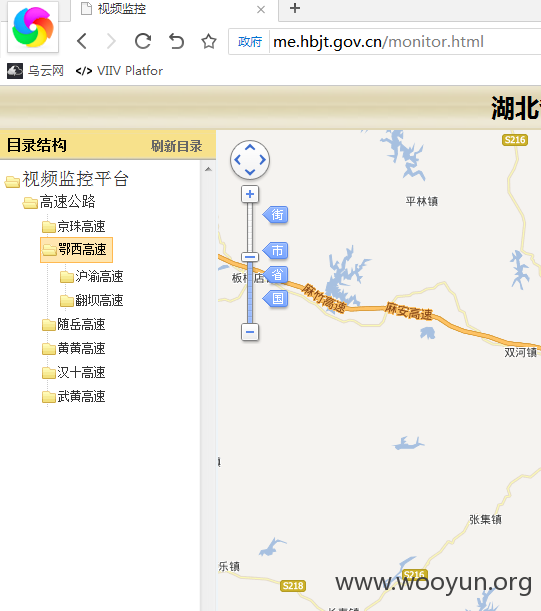 视频监控
政府 me.hbjt.gov.cn/monitor.html
乌云网 </> VIIV Platfor
湖北
目录结构 刷新目录
视频监控平台
高速公路
京珠高速
鄂西高速
沪渝高速
翻坝高速
随岳高速
黄黄高速
汉十高速
武黄高速
S216
平林镇
街
市
省
国
麻竹高速
麻安高速
双河镇
张集镇
乐镇
S218
S216
www.wooyun.org